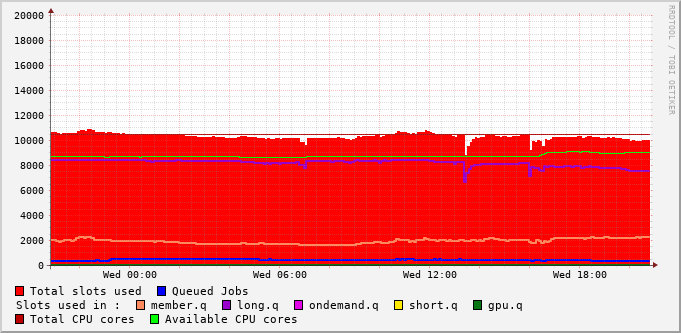 RRDTOOL / TOBI OETIKER
20000
18000
16000
14000
12000
10000
8000
6000
4000
2000
0
Wed 00:00 Wed 06:00 Wed 12:00 Wed 18:00
Total slots used Queued Jobs
Slots used in : member.q long.q ondemand.q short.q gpu.q
Total CPU cores Available CPU cores